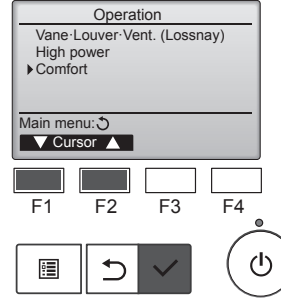 Operation
Vane·Louver·Vent. (Lossnay)
High power
Comfort
Main menu:
Cursor
F1 F2 F3 F4